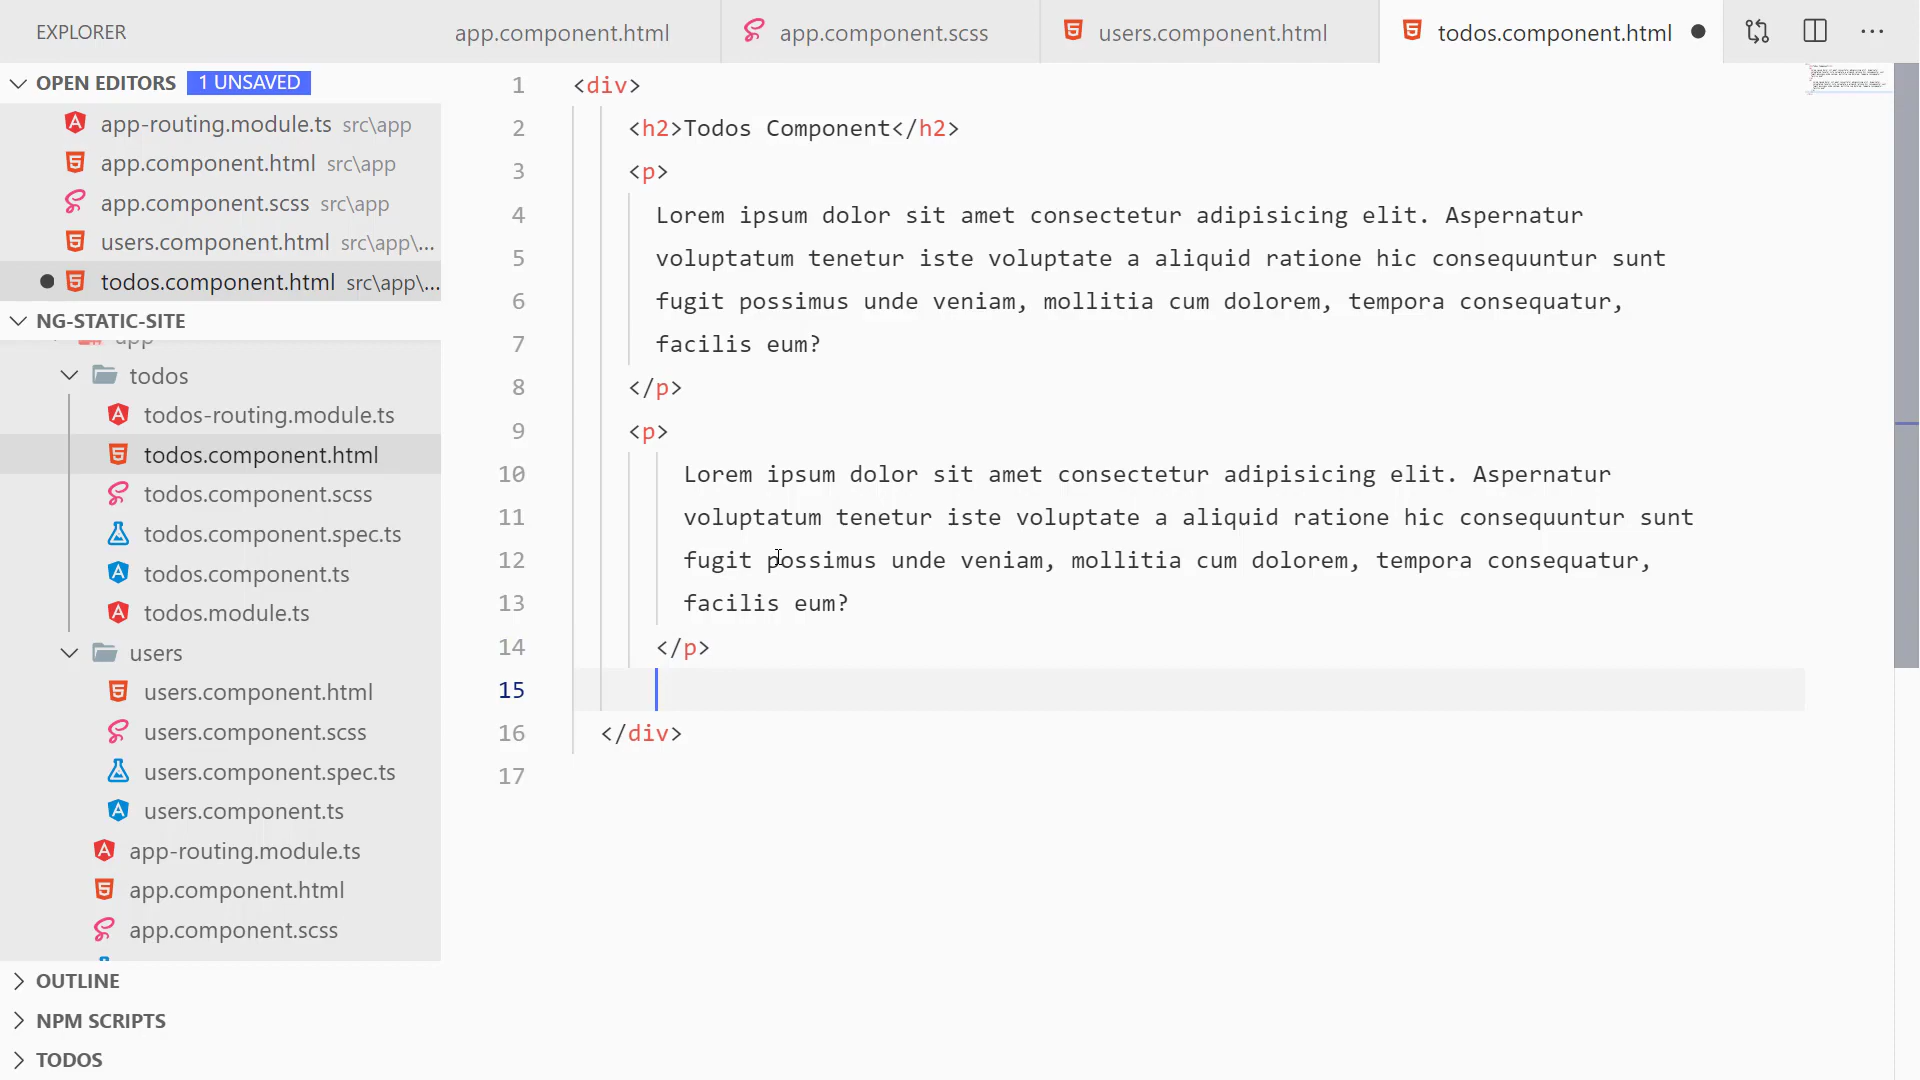 EXPLORER
app.component.html
app.component.scss
users.component.html
todos.component.html
OPEN EDITORS 1 UNSAVED
app-routing.module.ts src\app
app.component.html src\app
app.component.scss src\app
users.component.html src\app\...
todos.component.html src\app\...
NG-STATIC-SITE
app
todos
todos-routing.module.ts
todos.component.html
todos.component.scss
todos.component.spec.ts
todos.component.ts
todos.module.ts
users
users.component.html
users.component.scss
users.component.spec.ts
users.component.ts
app-routing.module.ts
app.component.html
app.component.scss
OUTLINE
NPM SCRIPTS
TODOS
1 <div>
2 <h2>Todos Component</h2>
3 <p>
4 Lorem ipsum dolor sit amet consectetur adipisicing elit. Aspernatur
5 voluptatum tenetur iste voluptate a aliquid ratione hic consequuntur sunt
6 fugit possimus unde veniam, mollitia cum dolorem, tempora consequatur,
7 facilis eum?
8 </p>
9 <p>
10 Lorem ipsum dolor sit amet consectetur adipisicing elit. Aspernatur
11 voluptatum tenetur iste voluptate a aliquid ratione hic consequuntur sunt
12 fugit possimus unde veniam, mollitia cum dolorem, tempora consequatur,
13 facilis eum?
14 </p>
15
16 </div>
17